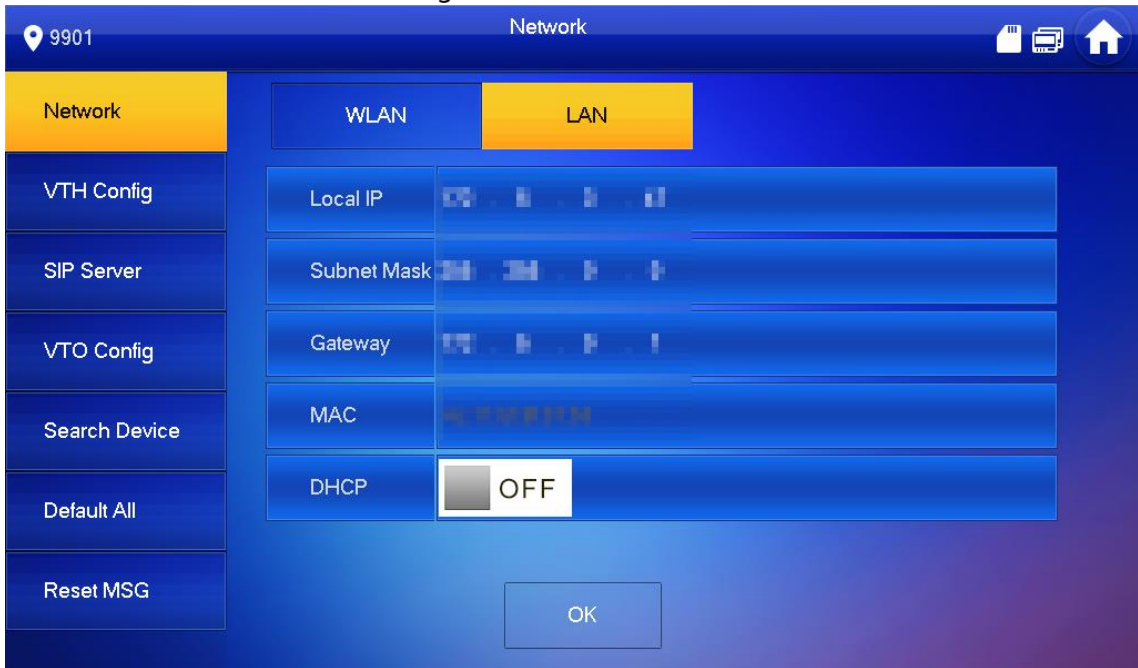 9901
Network
Network
WLAN
LAN
VTH Config
Local IP
SIP Server
Subnet Mask
VTO Config
Gateway
Search Device
MAC
Default All
DHCP
OFF
Reset MSG
OK